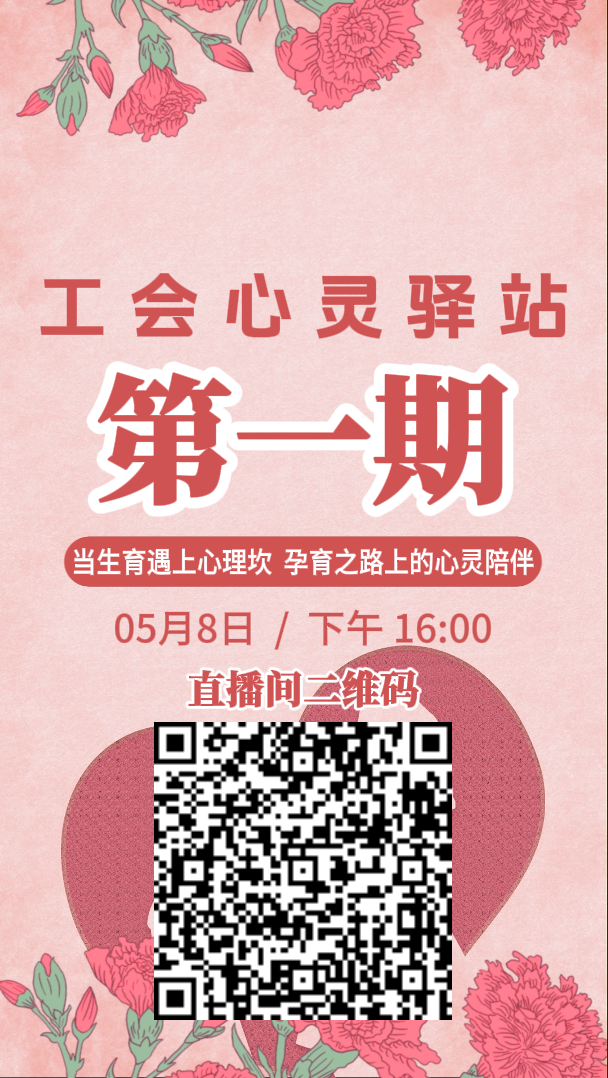 工会心灵驿站
第一期
当生育遇上心理坎 孕育之路上的心灵陪伴
05月8日 / 下午 16:00
直播间二维码